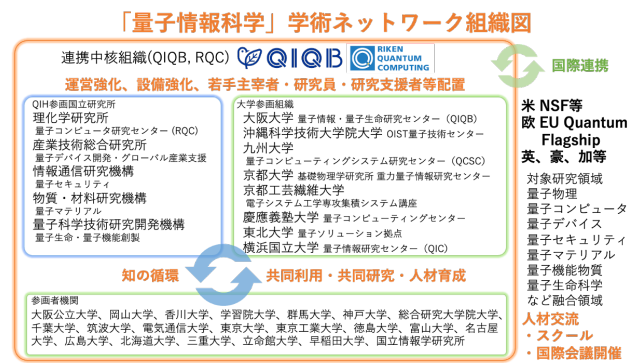 「量子情報科学」学術ネットワーク組織図
連携中核組織(QIQB, RQC)
QIQB
RIKEN
QUANTUM
COMPUTING
運営強化、設備強化、若手主宰者・研究員・研究支援者等配置
QIH参画国立研究所
理化学研究所
量子コンピュータ研究センター (RQC)
産業技術総合研究所
量子デバイス開発・グローバル産業支援
情報通信研究機構
量子セキュリティ
物質・材料研究機構
量子マテリアル
量子科学技術研究開発機構
量子生命・量子機能創製
大学参画組織
大阪大学 量子情報・量子生命研究センター（QIQB）
沖縄科学技術大学院大学 OIST量子技術センター
九州大学
量子コンピューティングシステム研究センター（QCSC）
京都大学 基礎物理学研究所 重力量子情報研究センター
京都工芸繊維大学
電子システム工学専攻集積システム講座
慶應義塾大学 量子コンピューティングセンター
東北大学 量子ソリューション拠点
横浜国立大学 量子情報研究センター（QIC）
知の循環
共同利用・共同研究・人材育成
参画者機関
大阪公立大学、岡山大学、香川大学、学習院大学、群馬大学、神戸大学、総合研究大学院大学、
千葉大学、筑波大学、電気通信大学、東京大学、東京工業大学、徳島大学、富山大学、名古屋
大学、広島大学、北海道大学、三重大学、立命館大学、早稲田大学、国立情報学研究所
国際連携
米 NSF等
欧 EU Quantum
Flagship
英、豪、加等
対象研究領域
量子物理
量子コンピュータ
量子デバイス
量子セキュリティ
量子マテリアル
量子機能物質
量子生命科学
など融合領域
人材交流
・スクール
・国際会議開催